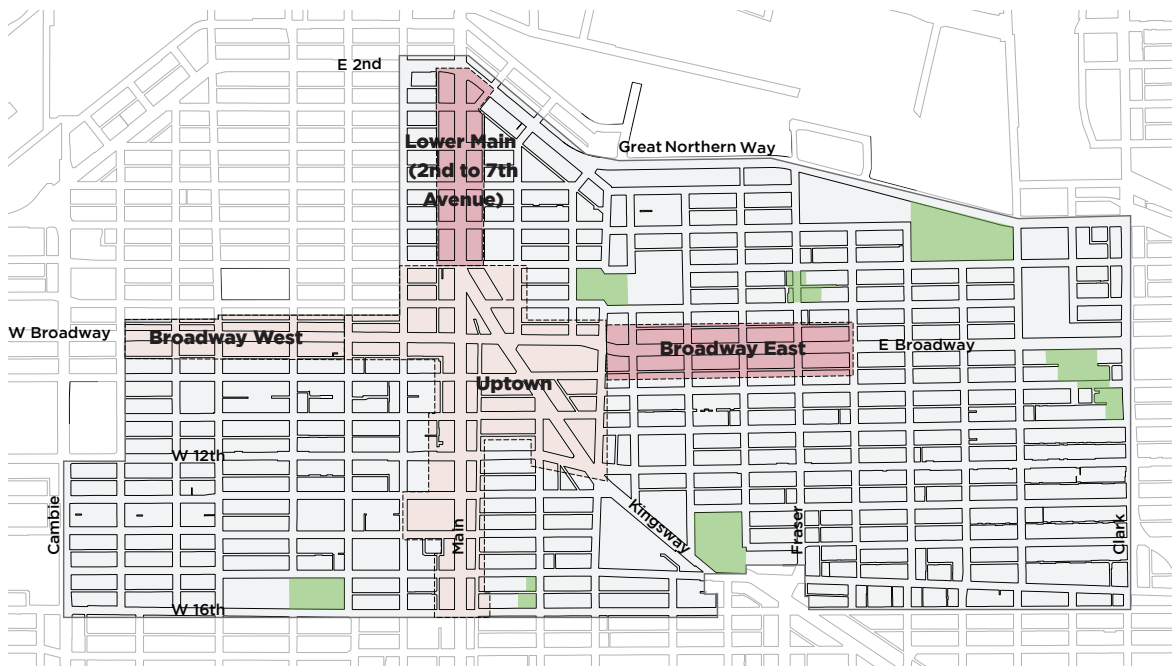 E 2nd
Lower Main
(2nd to 7th
Avenue)
Great Northern Way
W Broadway
Broadway West
Broadway East
E Broadway
Uptown
W 12th
Cambie
Main
Kingsway
Fraser
Clark
W 16th